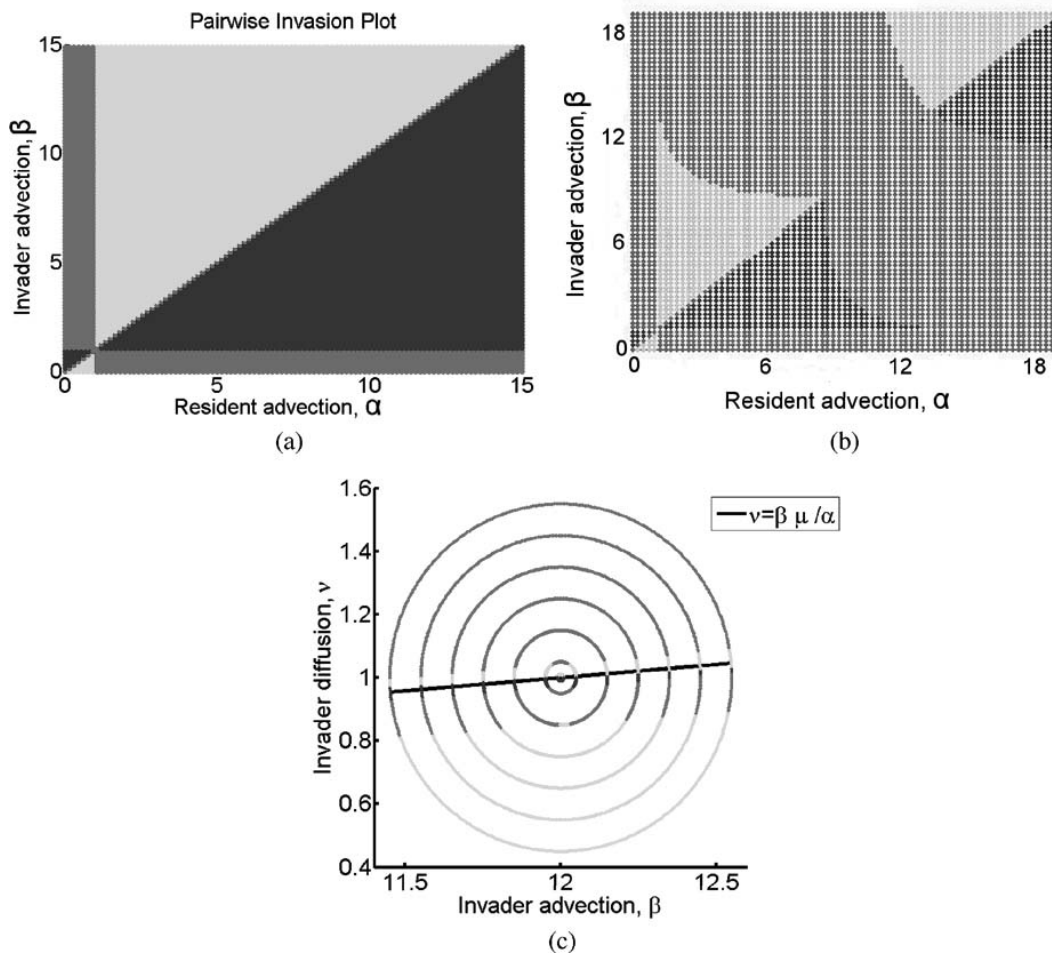 Pairwise Invasion Plot
15
10
5
0
Invader advection, β
0 5 10 15
Resident advection, α
(a)
18
12
6
0
Invader advection, β
0 6 12 18
Resident advection, α
(b)
1.6
1.4
1.2
1
0.8
0.6
0.4
Invader diffusion, ν
ν=β μ /α
11.5 12 12.5
Invader advection, β
(c)